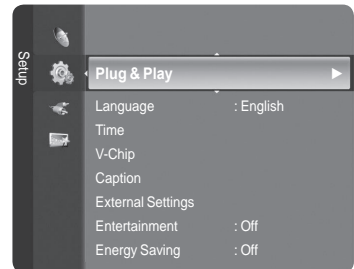 Setup
Plug & Play
Language : English
Time
V-Chip
Caption
External Settings
Entertainment : Off
Energy Saving : Off